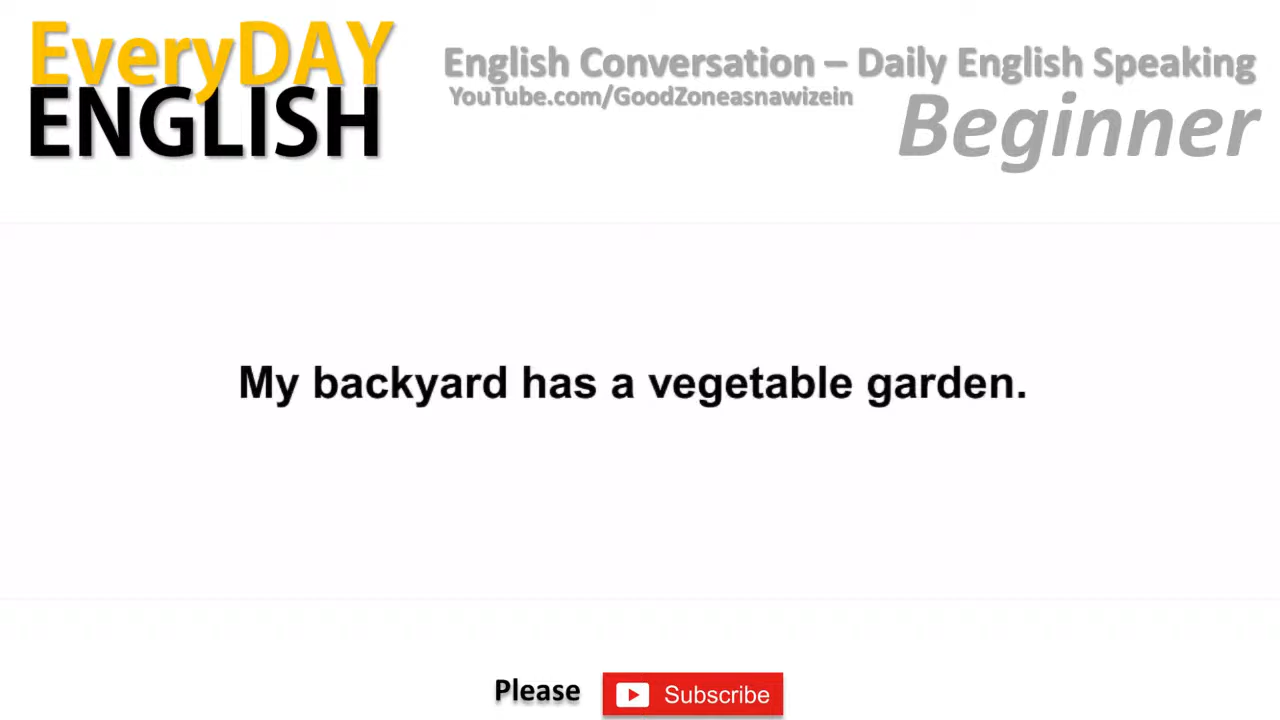 EveryDAY
ENGLISH
English Conversation – Daily English Speaking
YouTube.com/GoodZoneasnawizein
Beginner
My backyard has a vegetable garden.
Please
Subscribe